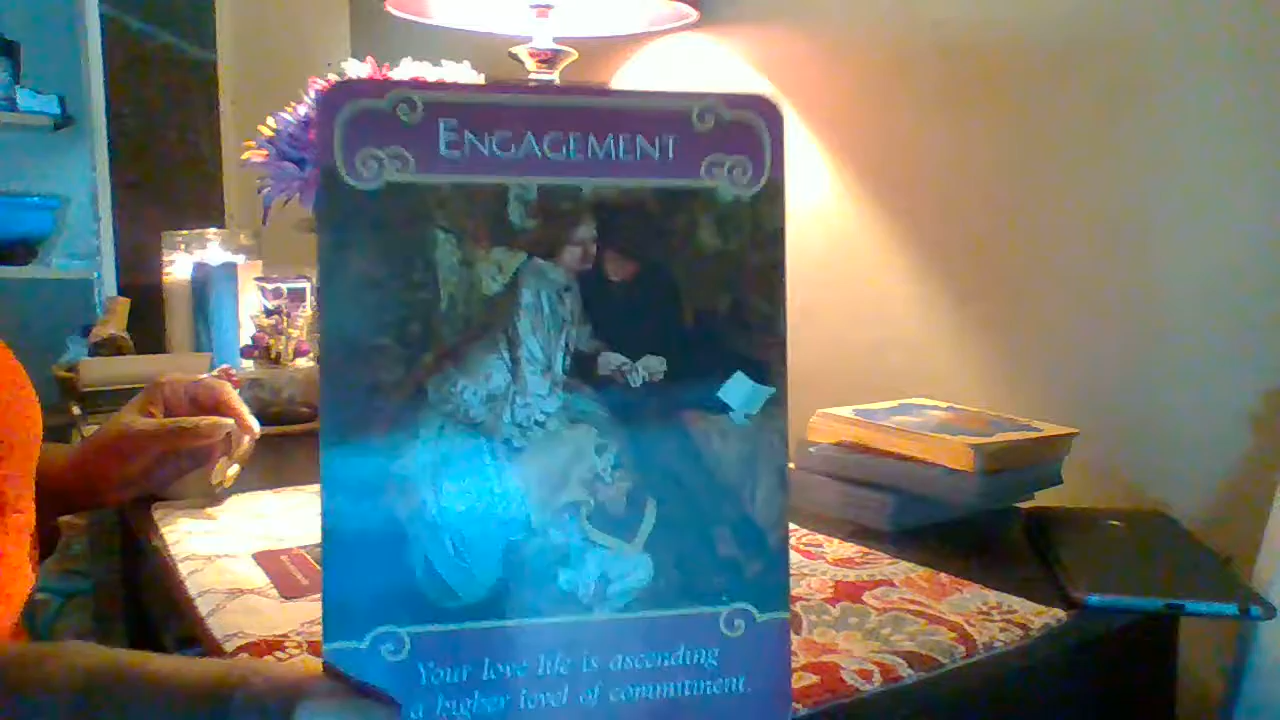 ENGAGEMENT
Your love life is ascending
a higher level of commitment.